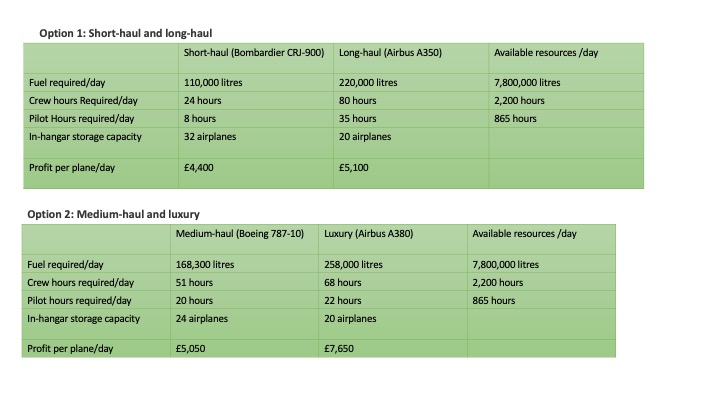 Option 1: Short-haul and long-haul
Short-haul (Bombardier CRJ-900) Long-haul (Airbus A350) Available resources /day
Fuel required/day 110,000 litres 220,000 litres 7,800,000 litres
Crew hours Required/day 24 hours 80 hours 2,200 hours
Pilot Hours required/day 8 hours 35 hours 865 hours
In-hangar storage capacity 32 airplanes 20 airplanes
Profit per plane/day £4,400 £5,100
Option 2: Medium-haul and luxury
Medium-haul (Boeing 787-10) Luxury (Airbus A380) Available resources /day
Fuel required/day 168,300 litres 258,000 litres 7,800,000 litres
Crew hours required/day 51 hours 68 hours 2,200 hours
Pilot hours required/day 20 hours 22 hours 865 hours
In-hangar storage capacity 24 airplanes 20 airplanes
Profit per plane/day £5,050 £7,650